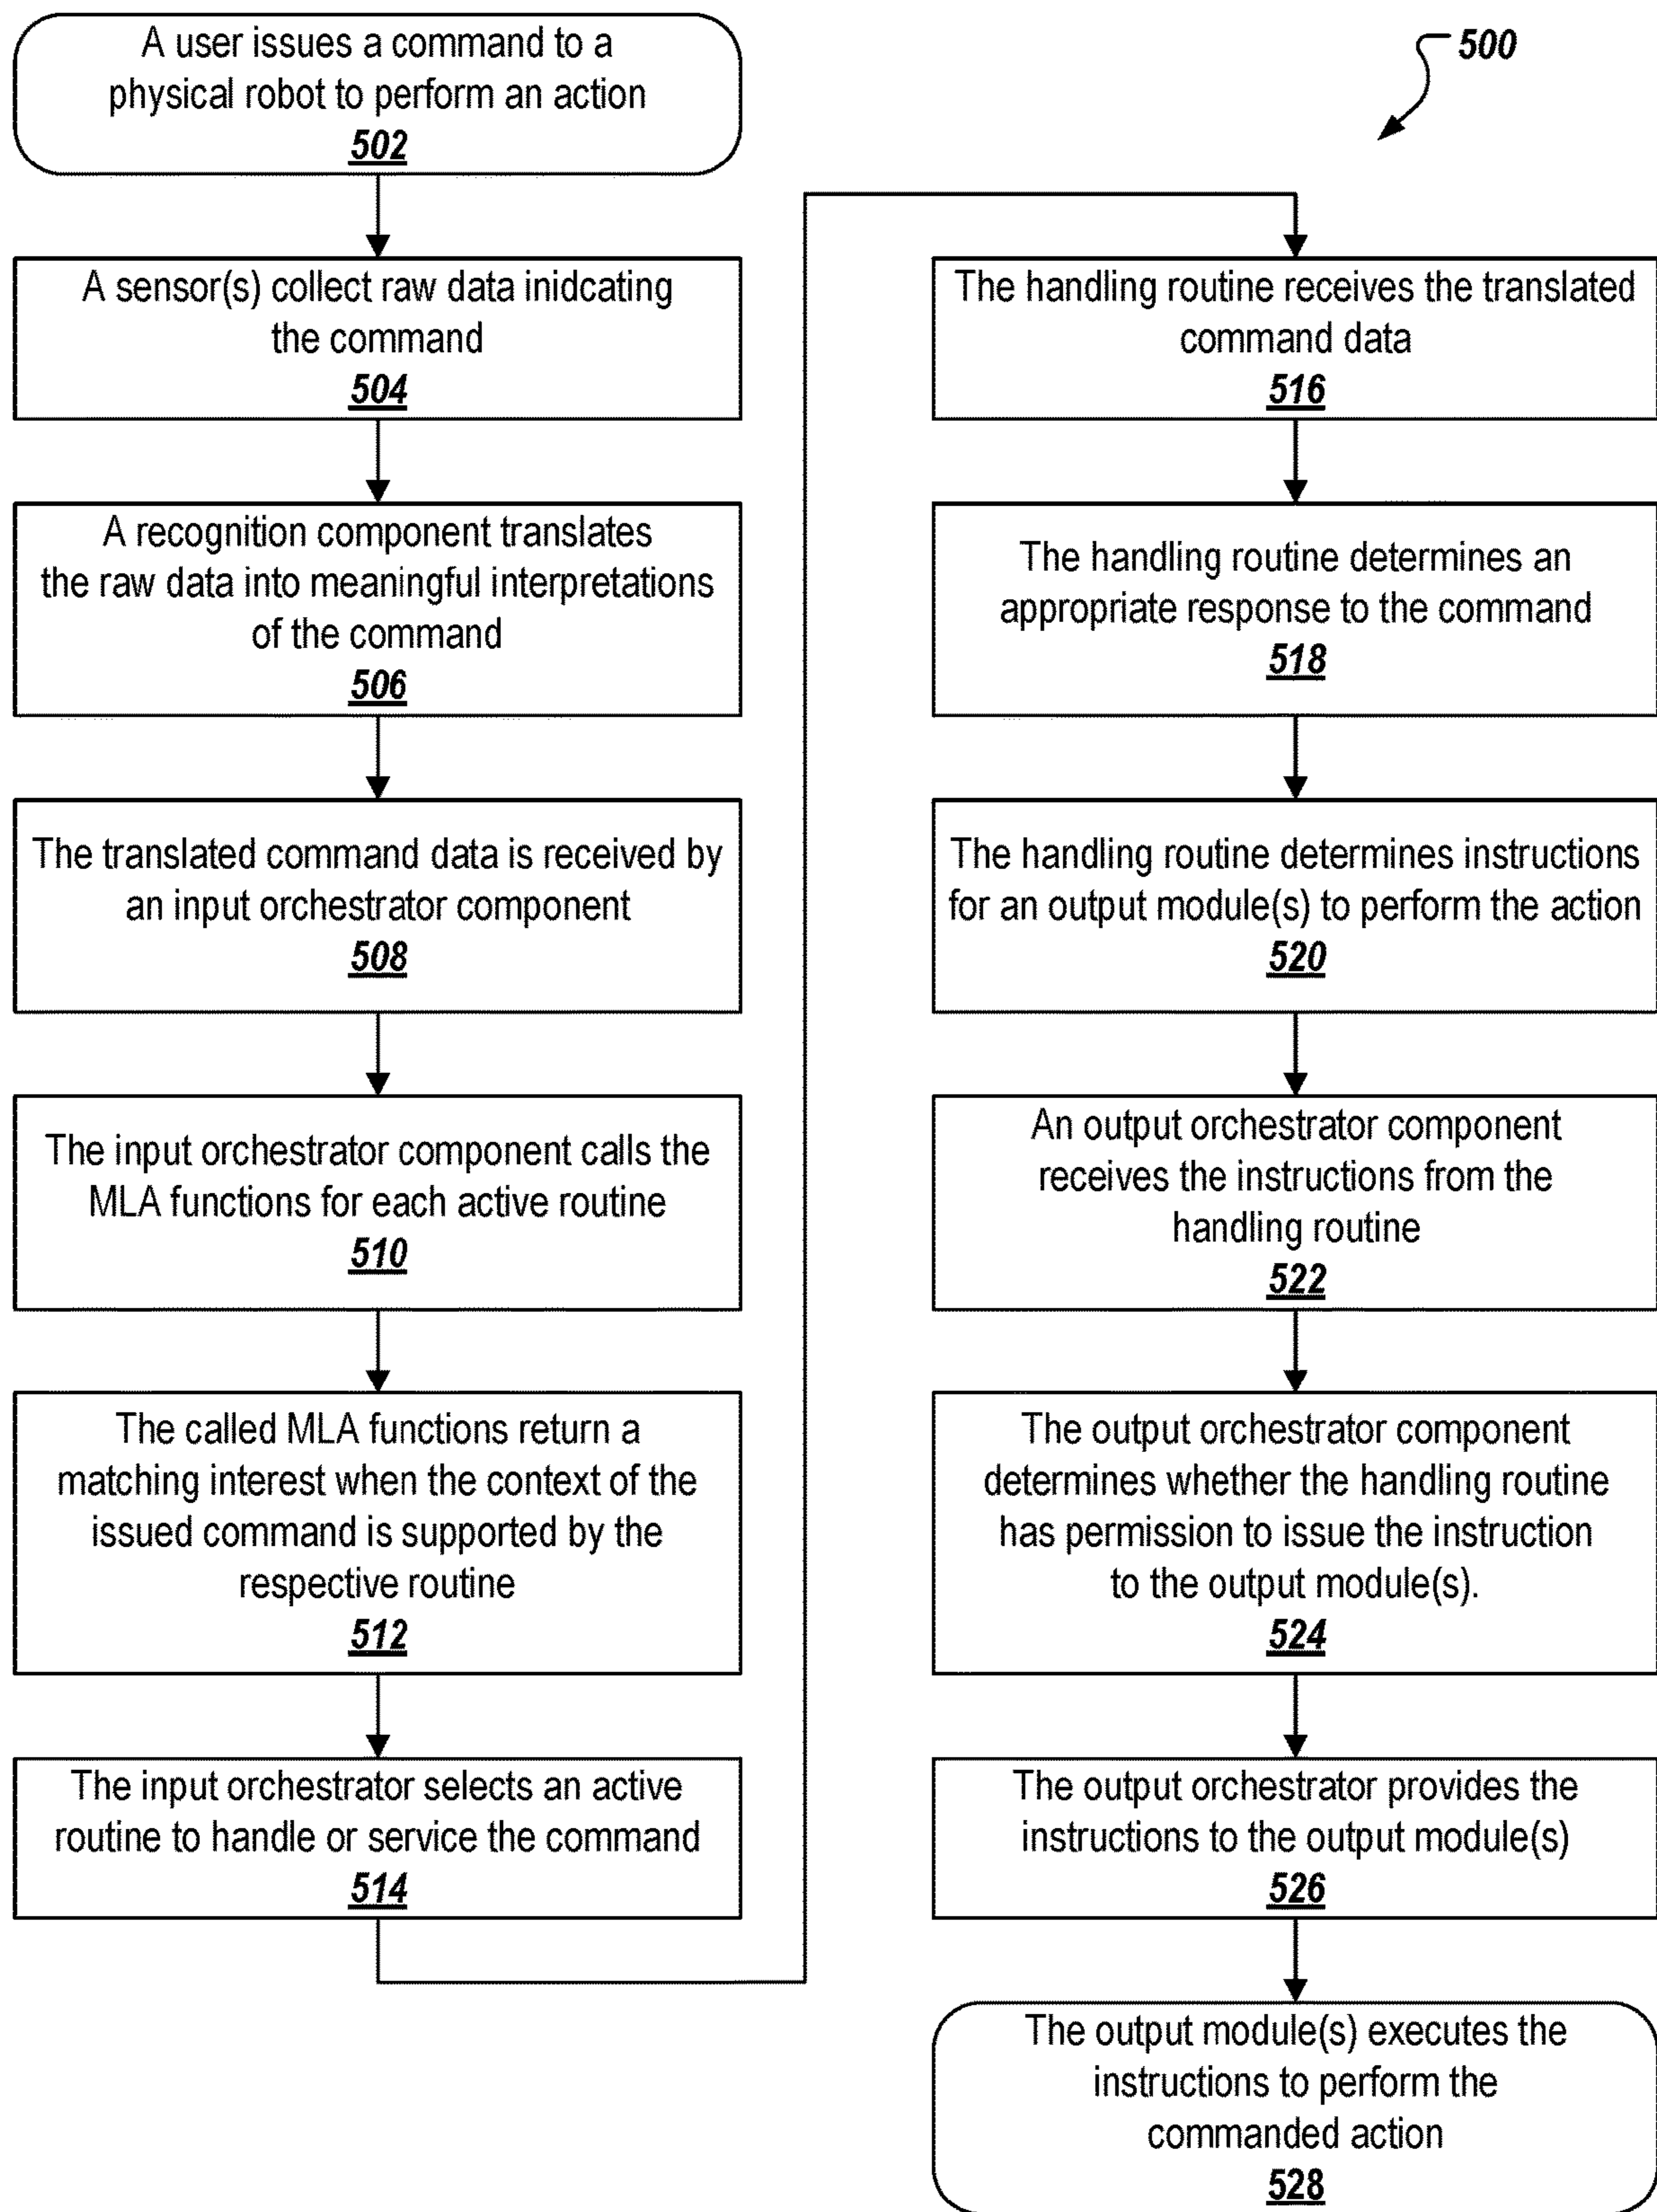 500
A user issues a command to a
physical robot to perform an action
502
A sensor(s) collect raw data inidcating
the command
504
A recognition component translates
the raw data into meaningful interpretations
of the command
506
The translated command data is received by
an input orchestrator component
508
The input orchestrator component calls the
MLA functions for each active routine
510
The called MLA functions return a
matching interest when the context of the
issued command is supported by the
respective routine
512
The input orchestrator selects an active
routine to handle or service the command
514
The handling routine receives the translated
command data
516
The handling routine determines an
appropriate response to the command
518
The handling routine determines instructions
for an output module(s) to perform the action
520
An output orchestrator component
receives the instructions from the
handling routine
522
The output orchestrator component
determines whether the handling routine
has permission to issue the instruction
to the output module(s).
524
The output orchestrator provides the
instructions to the output module(s)
526
The output module(s) executes the
instructions to perform the
commanded action
528